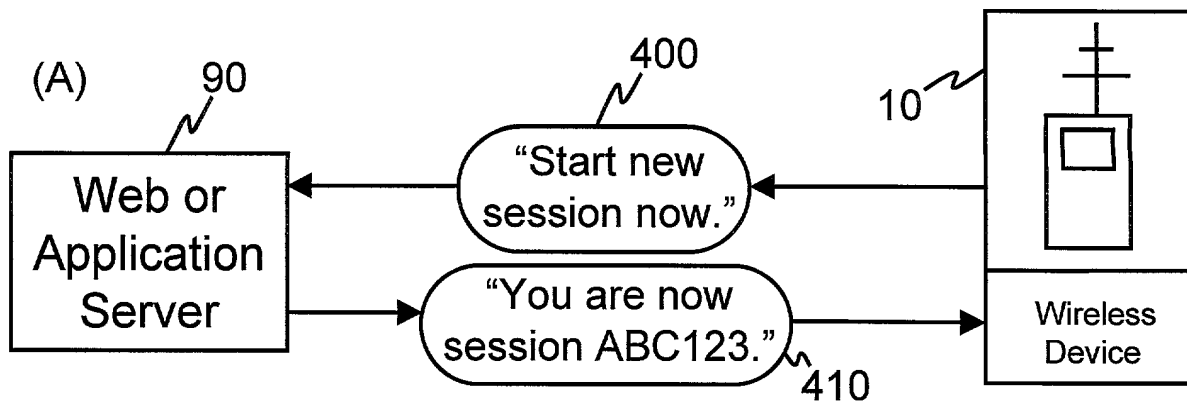 (A)
90
400
10
Web or
Application
Server
“Start new
session now.”
“You are now
session ABC123.”
410
Wireless
Device